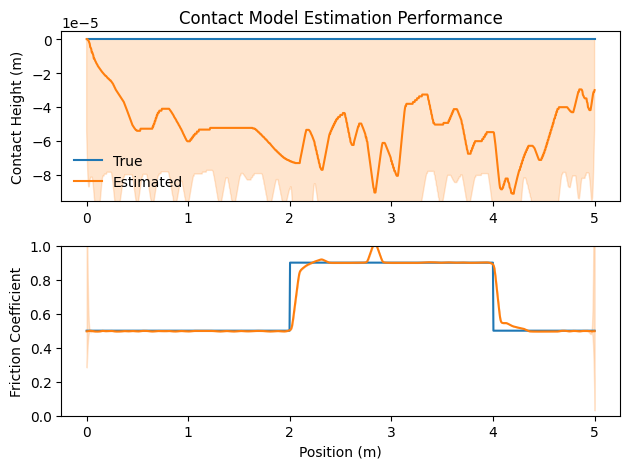 Contact Model Estimation Performance
1e−5
Contact Height (m)
0
−2
−4
−6
−8
True
Estimated
0 1 2 3 4 5
Friction Coefficient
1.0
0.8
0.6
0.4
0.2
0.0
0 1 2 3 4 5
Position (m)